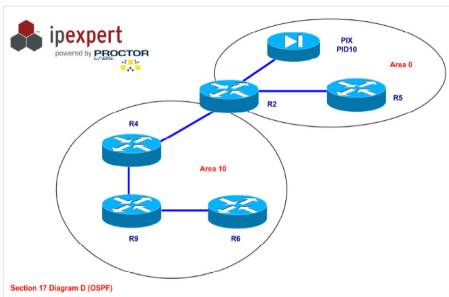 ipexpert
powered by PROCTOR
LABS
PIX
PID10
Area 0
R2
R5
R4
Area 10
R9
R6
Section 17 Diagram D (OSPF)